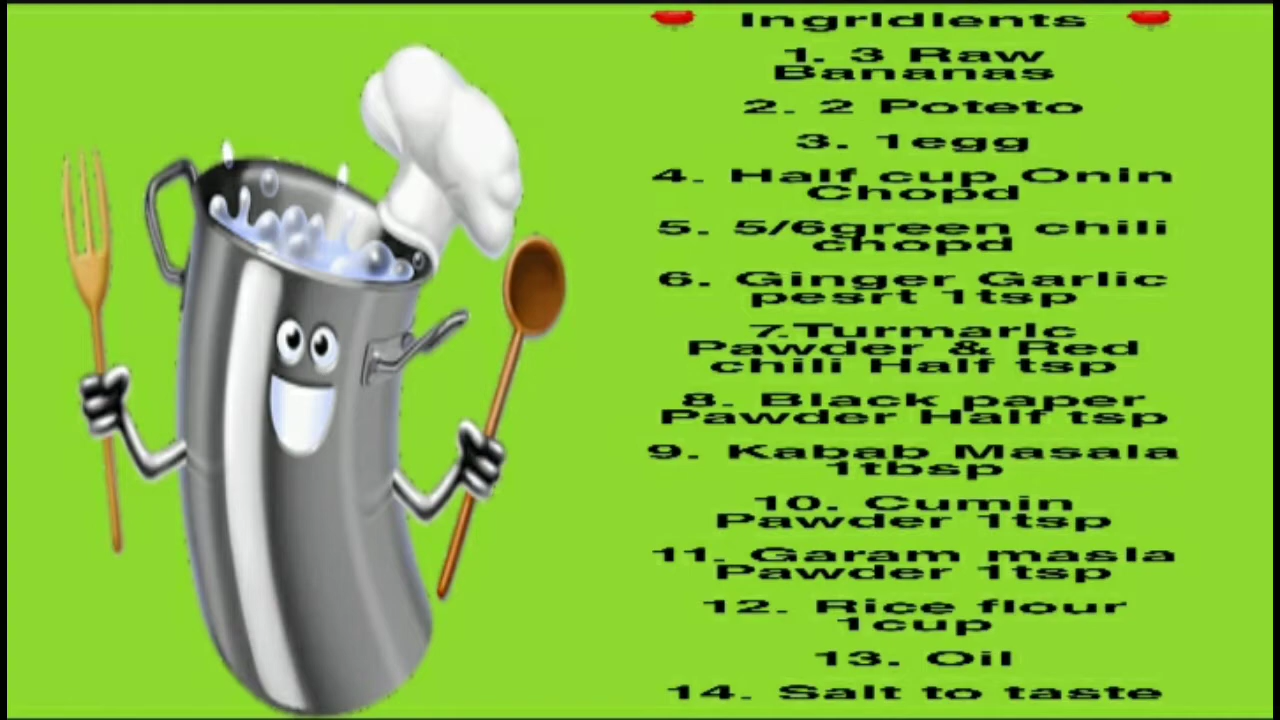 IngrIdIents
1. 3 Raw
Bananas
2. 2 Poteto
3. 1egg
4. Half cup Onin
Chopd
5. 5/6green chili
chopd
6. Ginger Garlic
pesrt 1tsp
7.TurmarIc
Pawder & Red
chili Half tsp
8. Black paper
Pawder Half tsp
9. Kabab Masala
1tbsp
10. Cumin
Pawder 1tsp
11. Garam masla
Pawder 1tsp
12. Rice flour
1cup
13. Oil
14. Salt to taste